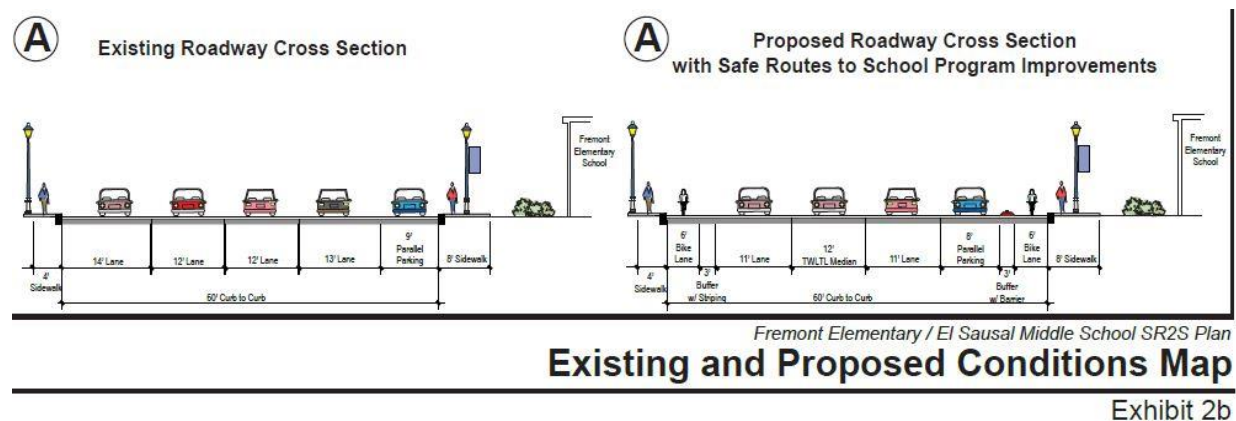 A
Existing Roadway Cross Section
Fremont
Elementary
School
14' Lane
12' Lane
12' Lane
13' Lane
9'
Parallel
Parking
8' Sidewalk
4'
Sidewalk
60' Curb to Curb
A
Proposed Roadway Cross Section
with Safe Routes to School Program Improvements
Fremont
Elementary
School
6'
Bike
Lane
11' Lane
12'
TWLTL Median
11' Lane
8'
Parallel
Parking
6'
Bike
Lane
8' Sidewalk
4'
Sidewalk
3'
Buffer
w/ Striping
3'
Buffer
w/ Barrier
60' Curb to Curb
Fremont Elementary / El Sausal Middle School SR2S Plan
Existing and Proposed Conditions Map
Exhibit 2b